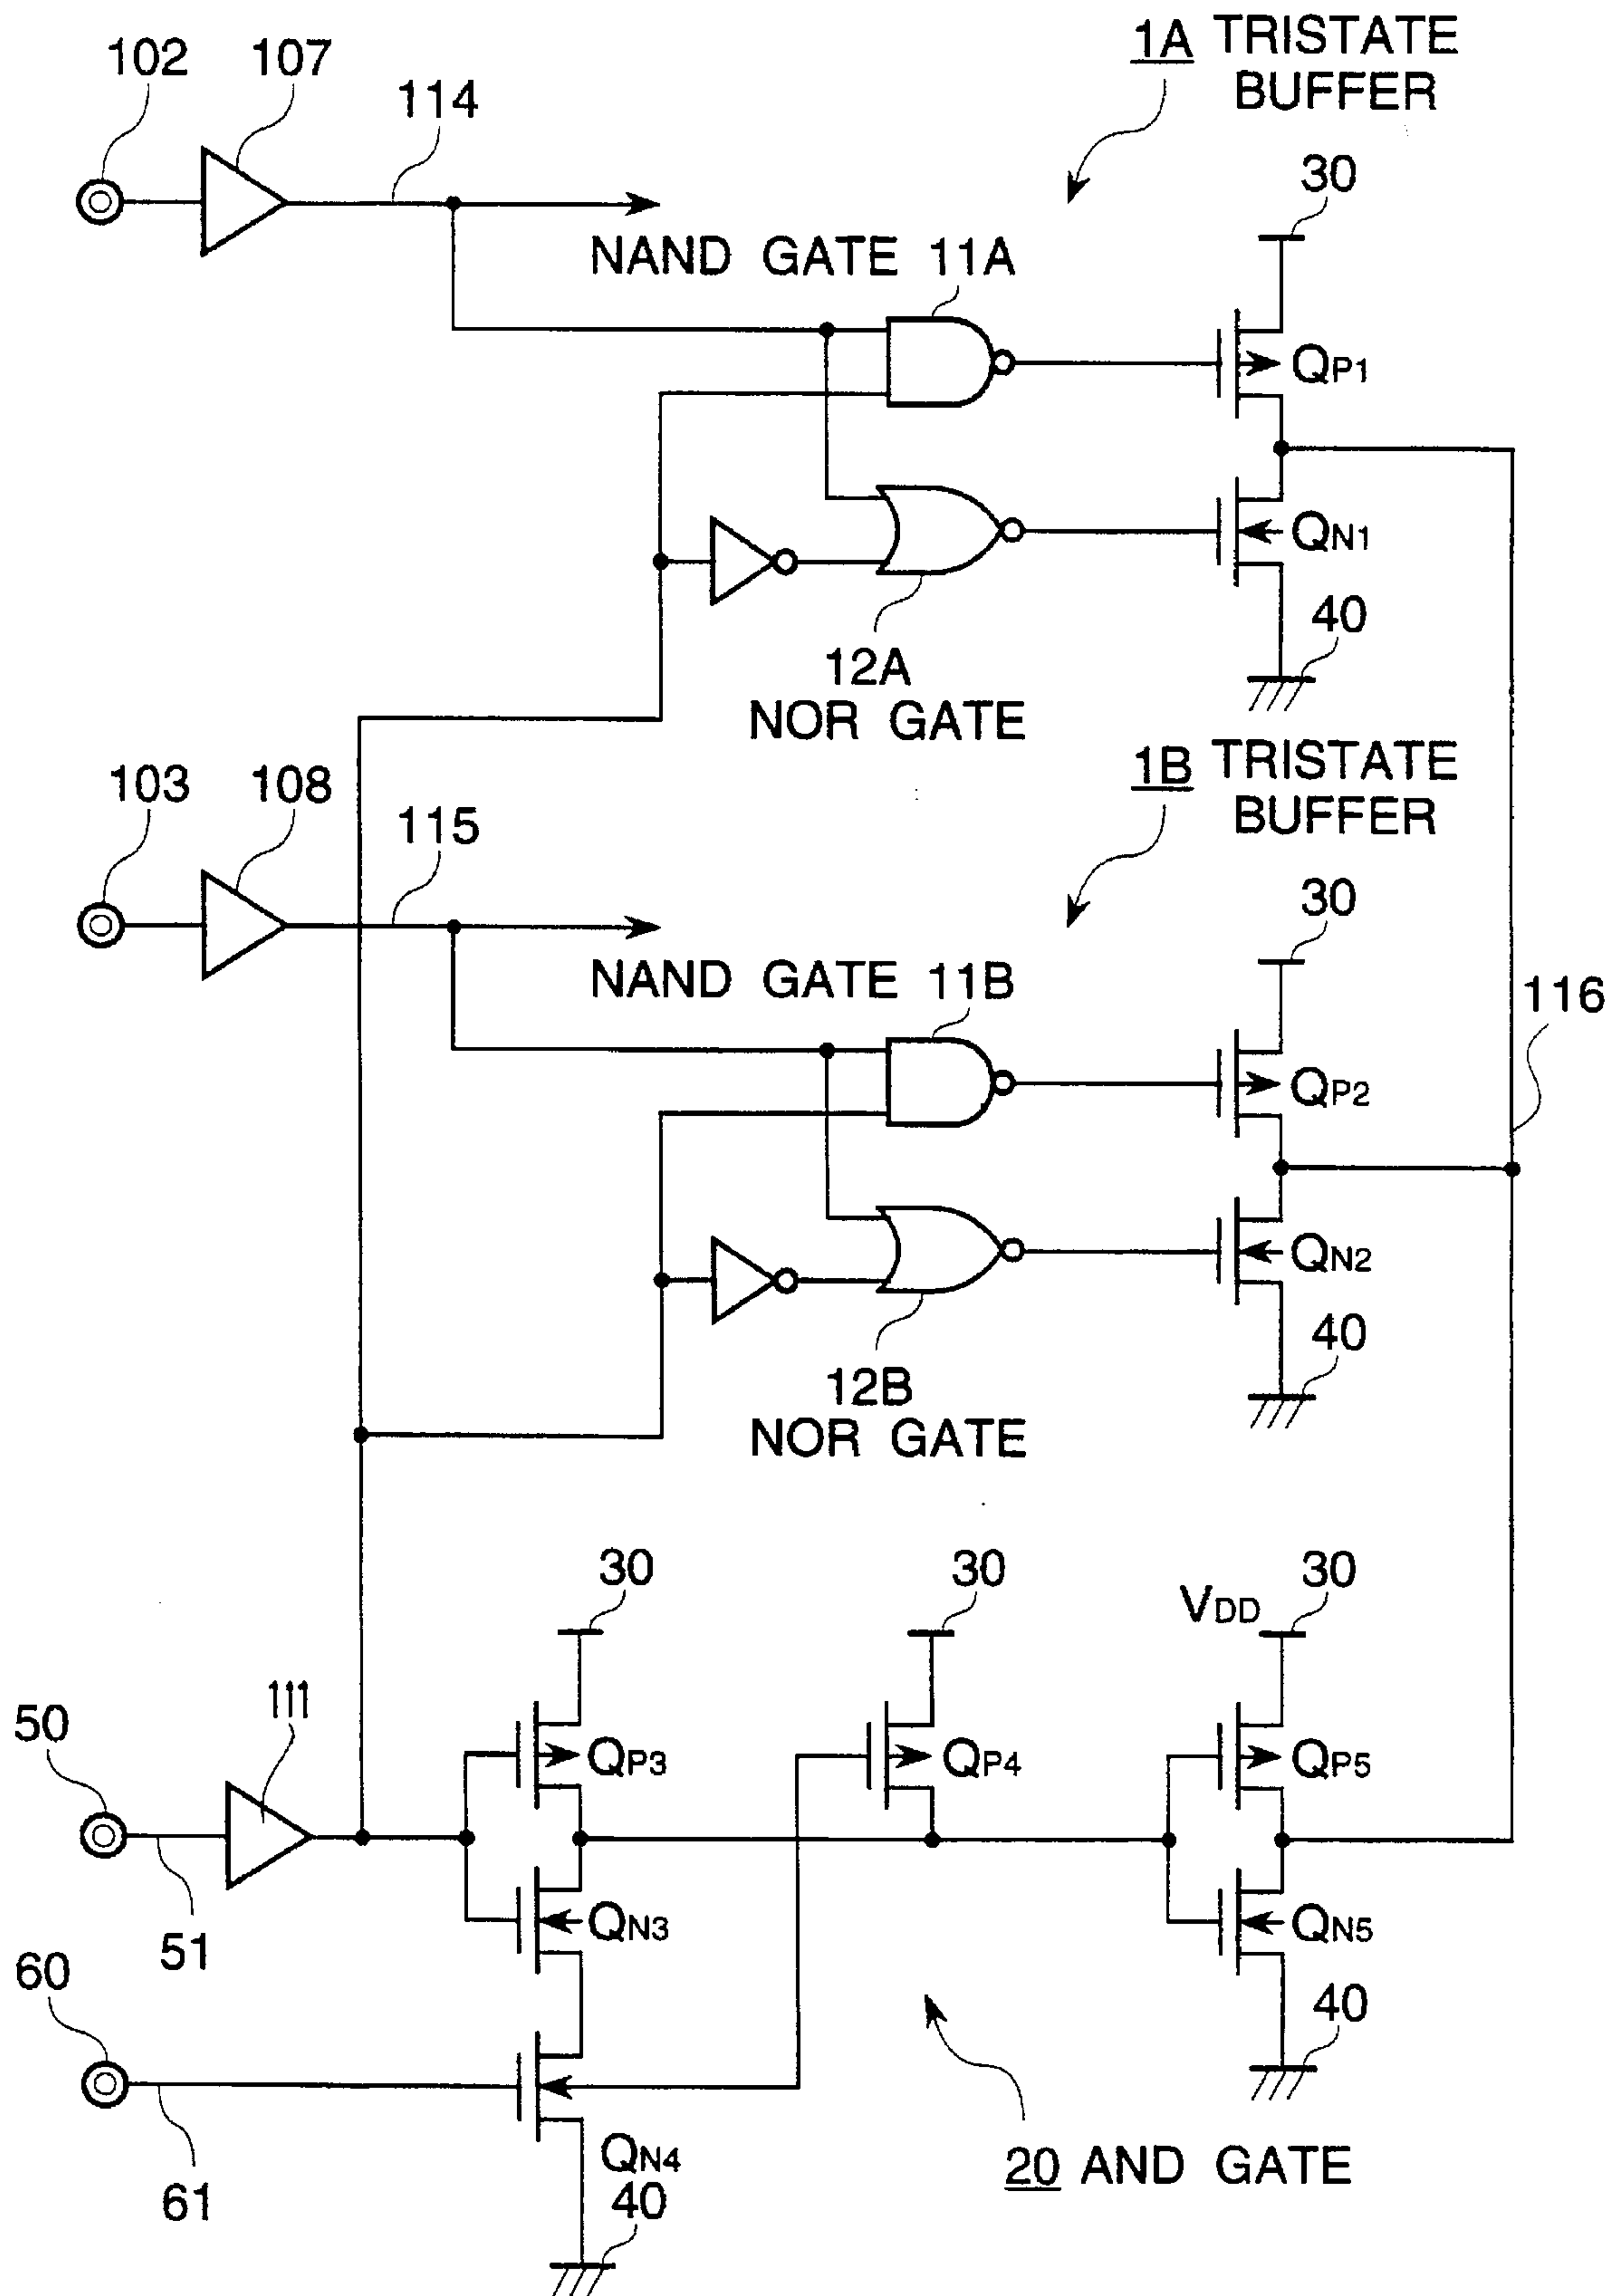 1A TRISTATE
BUFFER
102
107
114
30
NAND GATE 11A
QP1
QN1
40
12A
NOR GATE
1B TRISTATE
BUFFER
103
108
115
30
NAND GATE 11B
116
QP2
QN2
40
12B
NOR GATE
30
30
VDD
30
50
111
QP3
QP4
QP5
QN3
QN5
51
60
40
QN4
20 AND GATE
61
40